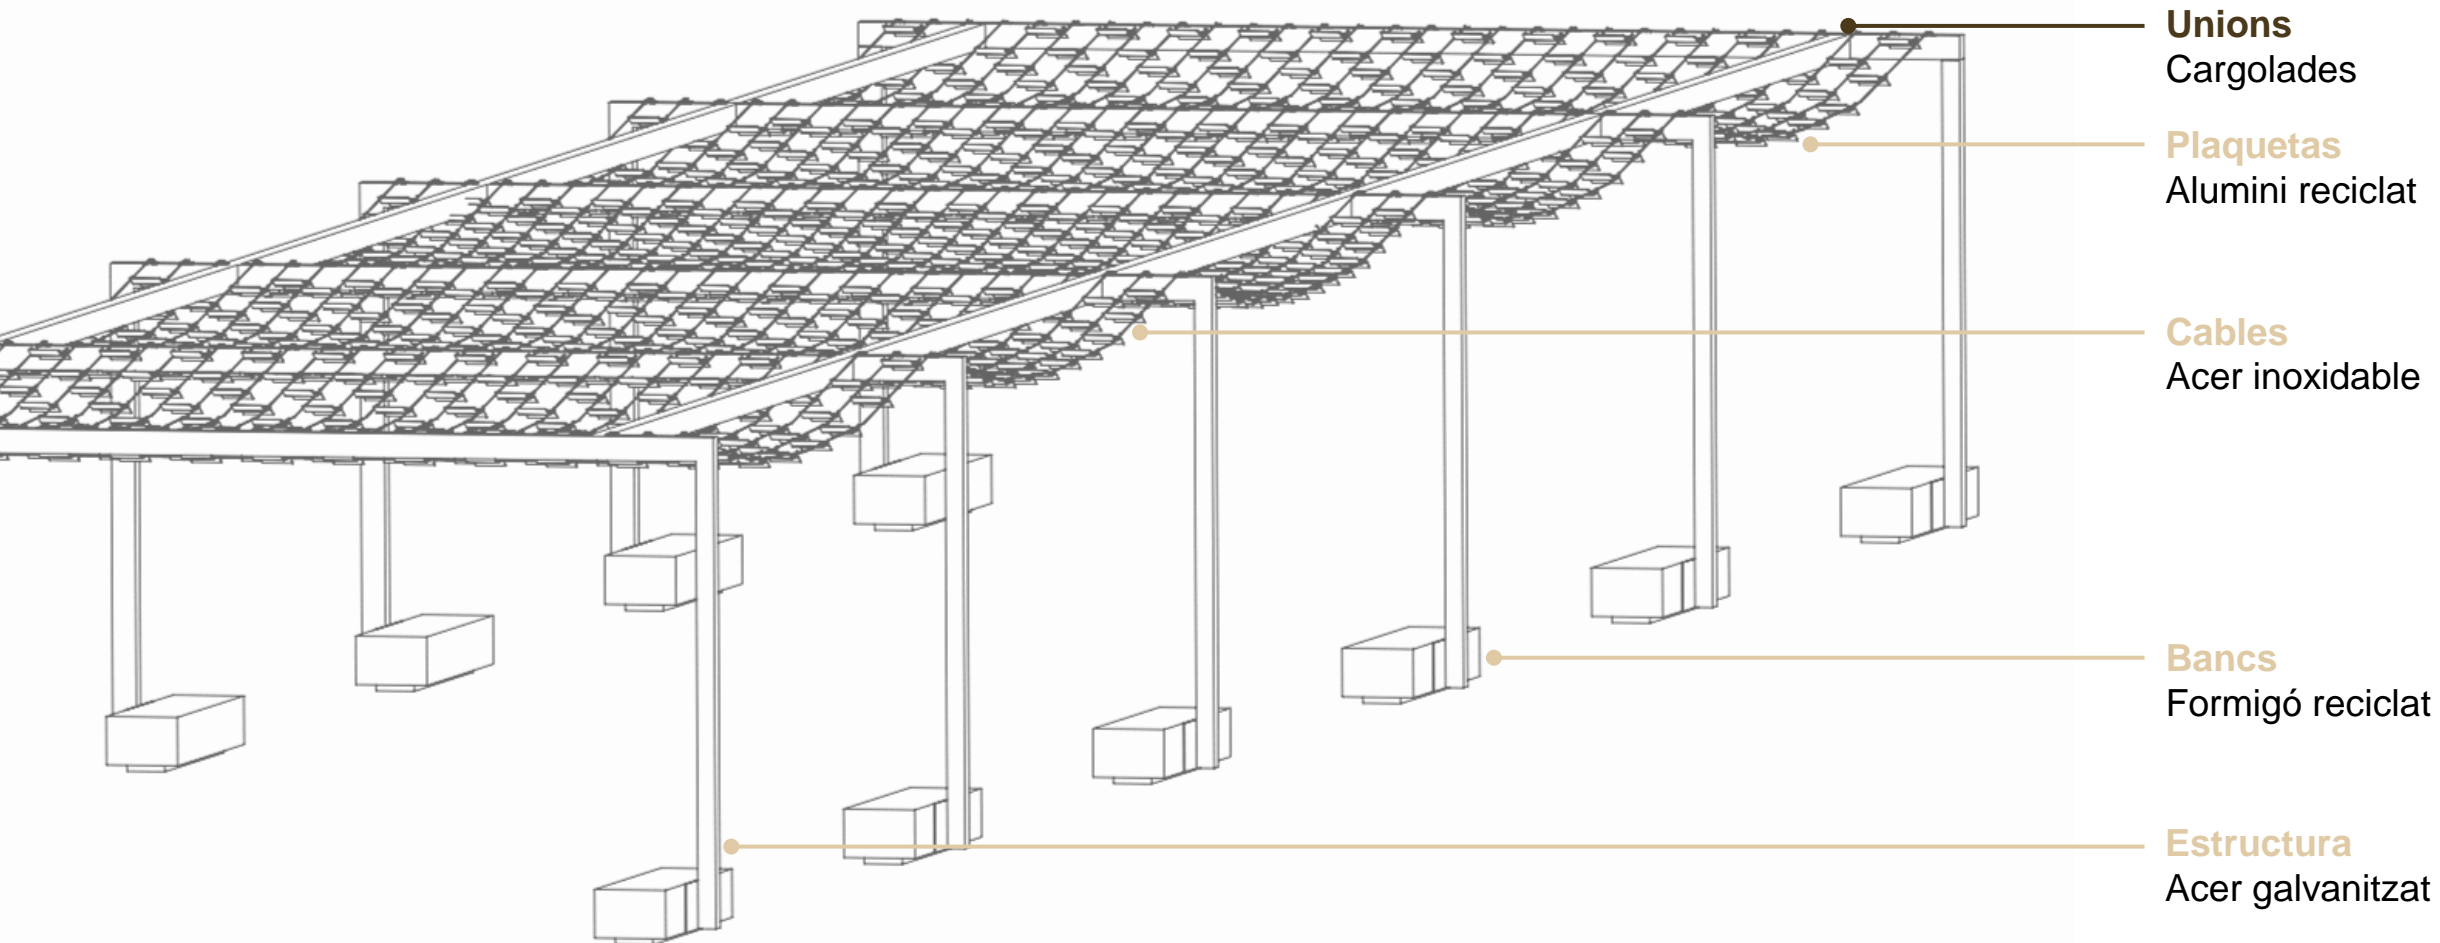 Unions
Cargolades
Plaquetas
Alumini reciclat
Cables
Acer inoxidable
Bancs
Formigó reciclat
Estructura
Acer galvanitzat